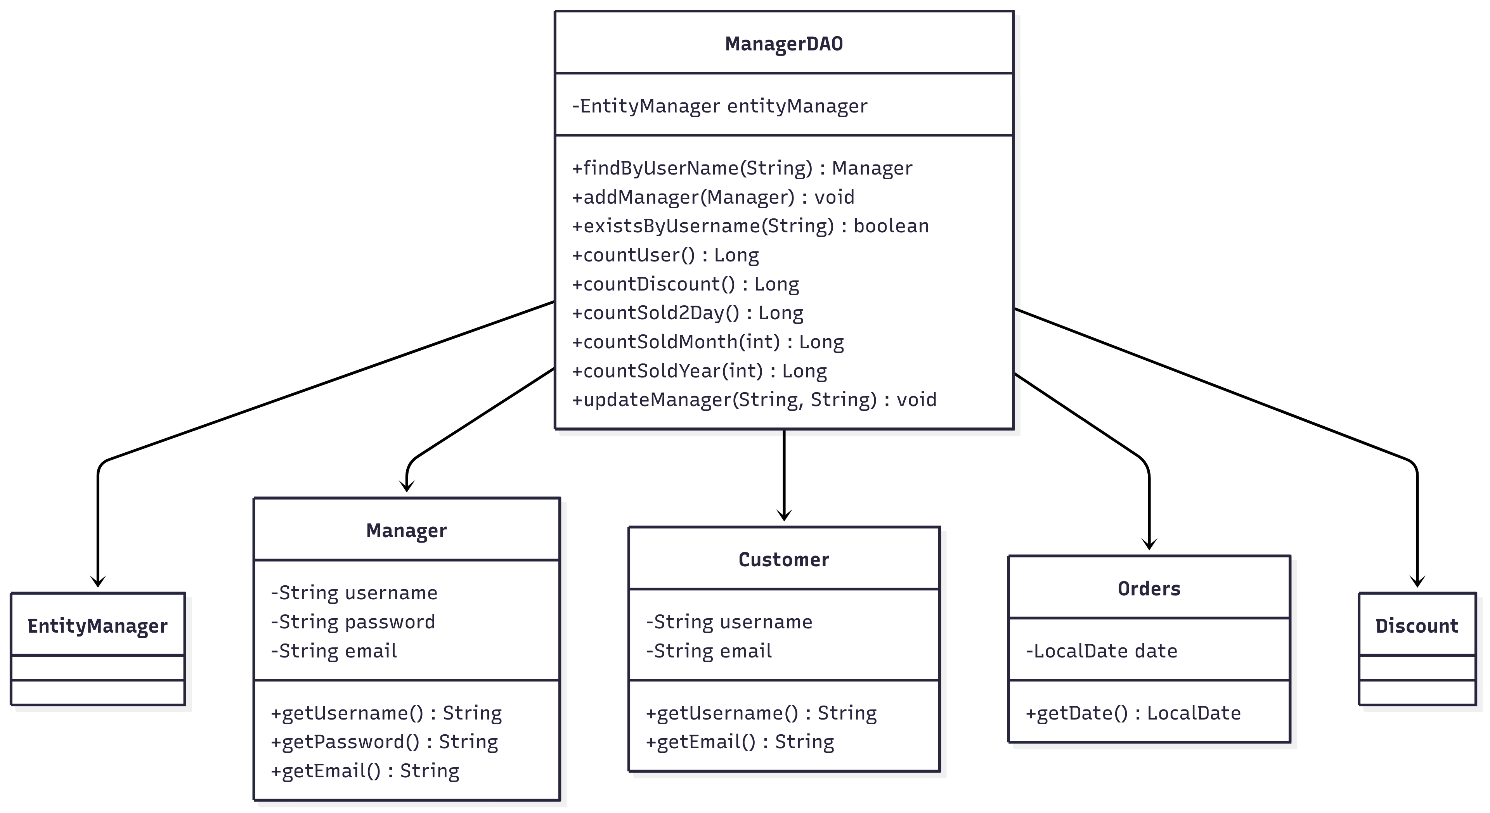 ManagerDAO
-EntityManager entityManager
+findByUserName(String) : Manager
+addManager(Manager) : void
+existsByUsername(String) : boolean
+countUser() : Long
+countDiscount() : Long
+countSold2Day() : Long
+countSoldMonth(int) : Long
+countSoldYear(int) : Long
+updateManager(String, String) : void
EntityManager
Manager
-String username
-String password
-String email
+getUsername() : String
+getPassword() : String
+getEmail() : String
Customer
-String username
-String email
+getUsername() : String
+getEmail() : String
Orders
-LocalDate date
+getDate() : LocalDate
Discount